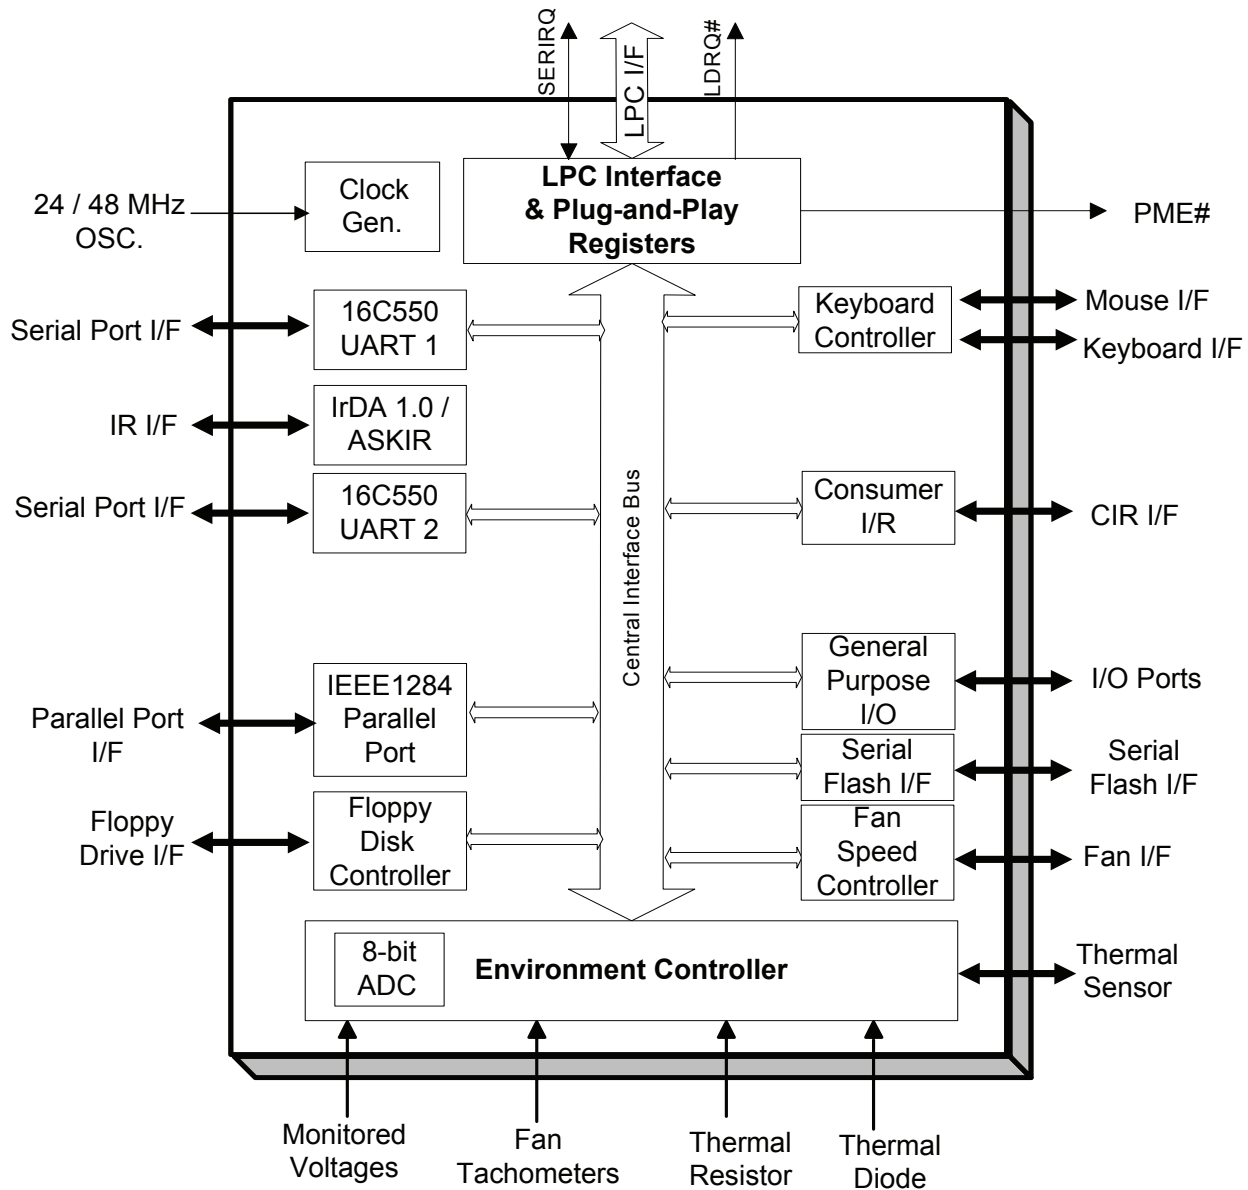 SERIRQ
LPC I/F
LDRQ#
LPC Interface
& Plug-and-Play
Registers
Clock
Gen.
24 / 48 MHz
OSC.
PME#
Serial Port I/F
16C550
UART 1
Keyboard
Controller
Mouse I/F
Keyboard I/F
IR I/F
IrDA 1.0 /
ASKIR
Serial Port I/F
16C550
UART 2
Central Interface Bus
Consumer
I/R
CIR I/F
Parallel Port
I/F
IEEE1284
Parallel
Port
General
Purpose
I/O
I/O Ports
Serial
Flash I/F
Serial
Flash I/F
Floppy
Drive I/F
Floppy
Disk
Controller
Fan
Speed
Controller
Fan I/F
8-bit
ADC
Environment Controller
Thermal
Sensor
Monitored
Voltages
Fan
Tachometers
Thermal
Resistor
Thermal
Diode